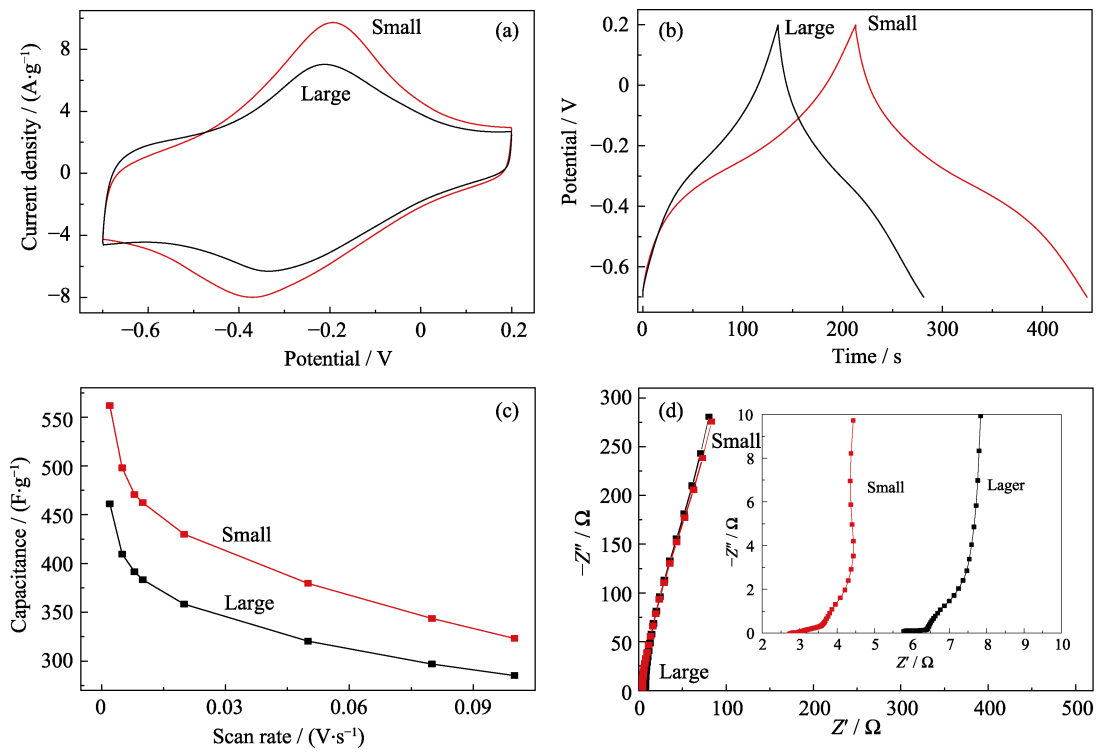 (a)
Small
Large
8
4
0
−4
−8
Current density / (A·g⁻¹)
−0.6
−0.4
−0.2
0
0.2
Potential / V
(b)
Large
Small
0.2
0
−0.2
−0.4
−0.6
Potential / V
0
100
200
300
400
Time / s
(c)
Small
Large
550
500
450
400
350
300
Capacitance / (F·g⁻¹)
0
0.03
0.06
0.09
Scan rate / (V·s⁻¹)
(d)
Small
Large
300
250
200
150
100
50
0
−Z″ / Ω
0
50
100
200
300
400
500
Z′ / Ω
Small
Lager
10
8
6
4
2
0
−Z″ / Ω
2
3
4
5
6
7
8
9
10
Z′ / Ω